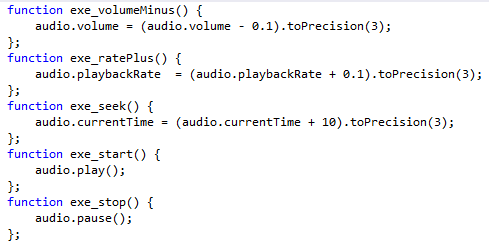 function exe_volumeMinus() {
    audio.volume = (audio.volume - 0.1).toPrecision(3);
};
function exe_ratePlus() {
    audio.playbackRate  = (audio.playbackRate + 0.1).toPrecision(3);
};
function exe_seek() {
    audio.currentTime = (audio.currentTime + 10).toPrecision(3);
};
function exe_start() {
    audio.play();
};
function exe_stop() {
    audio.pause();
};